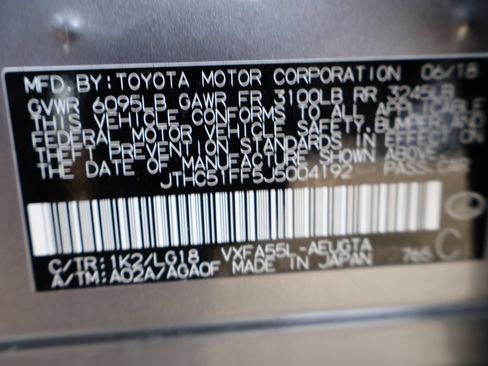 MFD. BY: TOYOTA MOTOR CORPORATION 06/18
GVWR 6095LB GAWR FR 3100LB RR 3245LB
THIS VEHICLE CONFORMS TO ALL APPLICABLE
FEDERAL MOTOR VEHICLE SAFETY, BUMPER, AND
THEFT PREVENTION STANDARDS IN EFFECT ON
THE DATE OF MANUFACTURE SHOWN ABOVE.
JTHC51FF5J5004192 PASS. CAR
C/TR: 1K2/LG18 VXFA55L-AEUGTA
A/TM: A02A/AGA0F MADE IN JAPAN 765 C